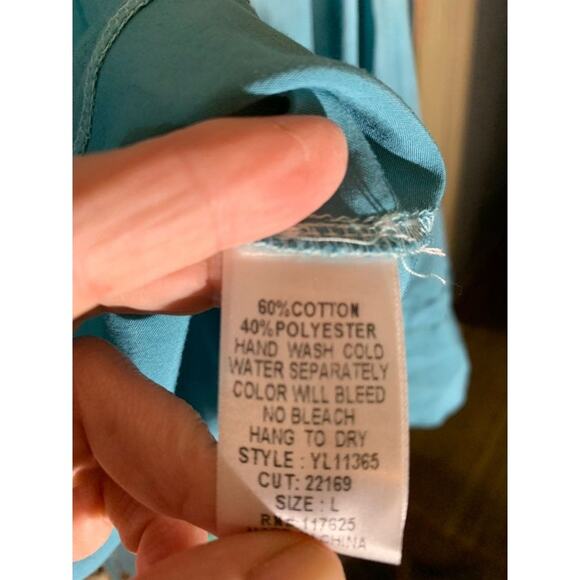 60%COTTON
40%POLYESTER
HAND WASH COLD
WATER SEPARATELY
COLOR WILL BLEED
NO BLEACH
HANG TO DRY
STYLE : YL11365
CUT: 22169
SIZE : L
117625
CHINA